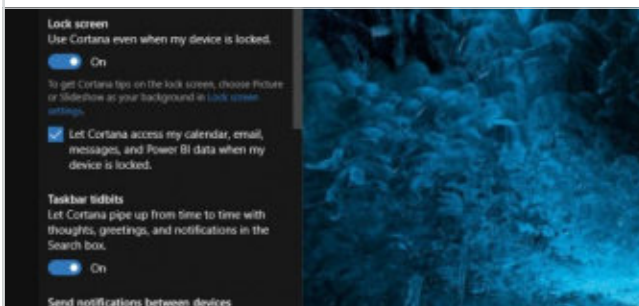 Lock screen
Use Cortana even when my device is locked.
On
To get Cortana tips on the lock screen, choose Picture
or Slideshow as your background in Lock screen
settings.
Let Cortana access my calendar, email,
messages, and Power BI data when my
device is locked.
Taskbar tidbits
Let Cortana pipe up from time to time with
thoughts, greetings, and notifications in the
Search box.
On
Send notifications between devices